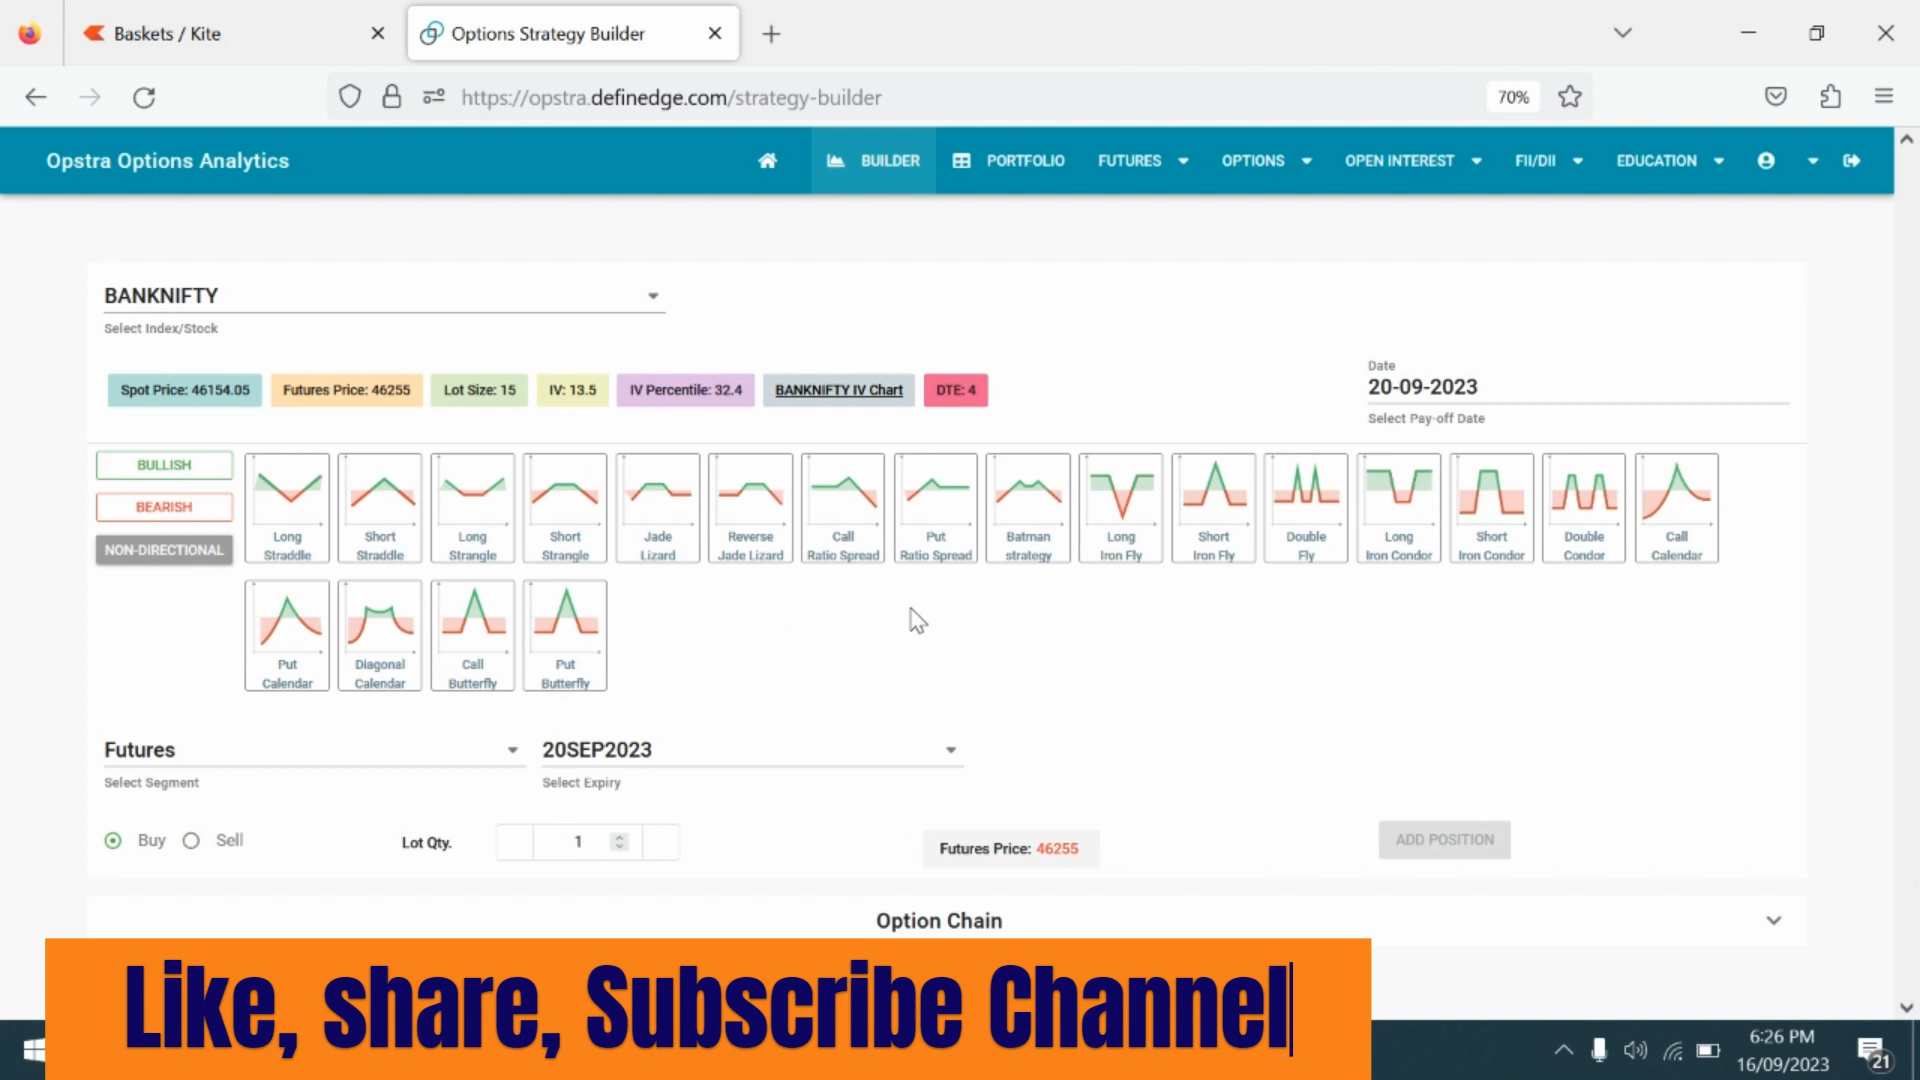 Baskets / Kite
Options Strategy Builder
https://opstra.definedge.com/strategy-builder
70%
Opstra Options Analytics
BUILDER
PORTFOLIO
FUTURES
OPTIONS
OPEN INTEREST
FII/DII
EDUCATION
BANKNIFTY
Select Index/Stock
Spot Price: 46154.05
Futures Price: 46255
Lot Size: 15
IV: 13.5
IV Percentile: 32.4
BANKNIFTY IV Chart
DTE: 4
Date
20-09-2023
Select Pay-off Date
BULLISH
BEARISH
NON-DIRECTIONAL
Long
Straddle
Short
Straddle
Long
Strangle
Short
Strangle
Jade
Lizard
Reverse
Jade Lizard
Call
Ratio Spread
Put
Ratio Spread
Batman
strategy
Long
Iron Fly
Short
Iron Fly
Double
Fly
Long
Iron Condor
Short
Iron Condor
Double
Condor
Call
Calendar
Put
Calendar
Diagonal
Calendar
Call
Butterfly
Put
Butterfly
Futures
Select Segment
20SEP2023
Select Expiry
Buy
Sell
Lot Qty.
1
Futures Price: 46255
ADD POSITION
Option Chain
Like, share, Subscribe Channel
6:26 PM
16/09/2023
21